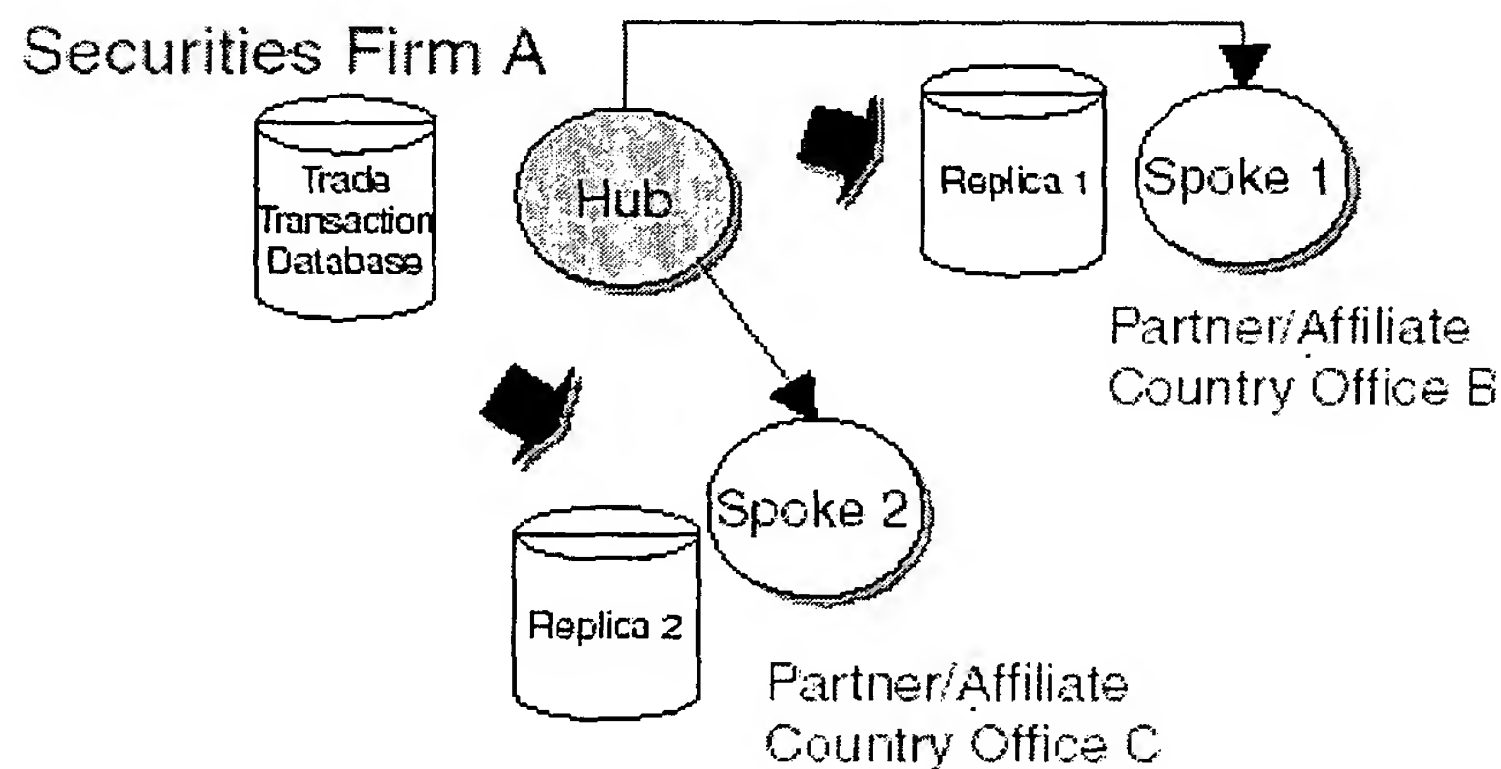 Securities Firm A
Trade
Transaction
Database
Hub
Replica 1
Spoke 1
Partner/Affiliate
Country Office B
Spoke 2
Replica 2
Partner/Affiliate
Country Office C